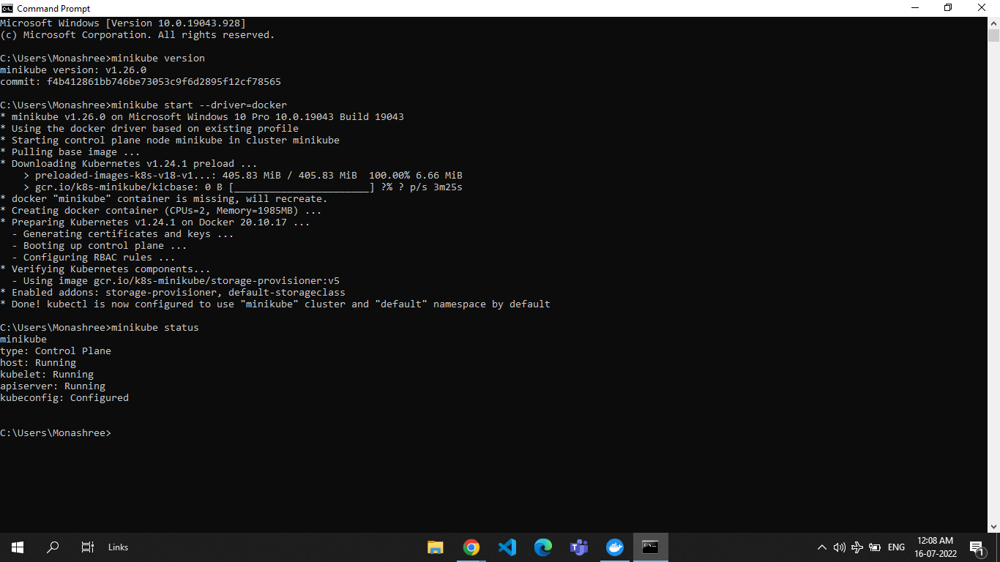 Command Prompt
Microsoft Windows [Version 10.0.19043.928]
(c) Microsoft Corporation. All rights reserved.
C:\Users\Monashree>minikube version
minikube version: v1.26.0
commit: f4b412861bb746be73053c9f6d2895f12cf78565
C:\Users\Monashree>minikube start --driver=docker
* minikube v1.26.0 on Microsoft Windows 10 Pro 10.0.19043 Build 19043
* Using the docker driver based on existing profile
* Starting control plane node minikube in cluster minikube
* Pulling base image ...
* Downloading Kubernetes v1.24.1 preload ...
    > preloaded-images-k8s-v18-v1...: 405.83 MiB / 405.83 MiB  100.00% 6.66 MiB
    > gcr.io/k8s-minikube/kicbase: 0 B [_______________________] ?% ? p/s 3m25s
* docker "minikube" container is missing, will recreate.
* Creating docker container (CPUs=2, Memory=1985MB) ...
* Preparing Kubernetes v1.24.1 on Docker 20.10.17 ...
  - Generating certificates and keys ...
  - Booting up control plane ...
  - Configuring RBAC rules ...
* Verifying Kubernetes components...
  - Using image gcr.io/k8s-minikube/storage-provisioner:v5
* Enabled addons: storage-provisioner, default-storageclass
* Done! kubectl is now configured to use "minikube" cluster and "default" namespace by default
C:\Users\Monashree>minikube status
minikube
type: Control Plane
host: Running
kubelet: Running
apiserver: Running
kubeconfig: Configured
C:\Users\Monashree>
Links
ENG
12:08 AM
16-07-2022
1